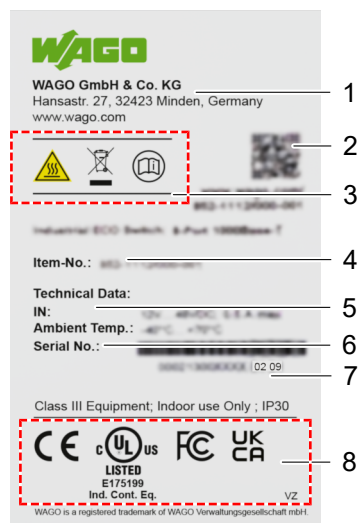 WAGO
WAGO GmbH & Co. KG
Hansastr. 27, 32423 Minden, Germany
www.wago.com
1
2
3
Item-No.:
4
Technical Data:
IN:
5
Ambient Temp.:
Serial No.:
6
02 09
7
Class III Equipment; Indoor use Only ; IP30
CE c UL us FC UK CA
LISTED
E175199
Ind. Cont. Eq.
8
VZ
WAGO is a registered trademark of WAGO Verwaltungsgesellschaft mbH.